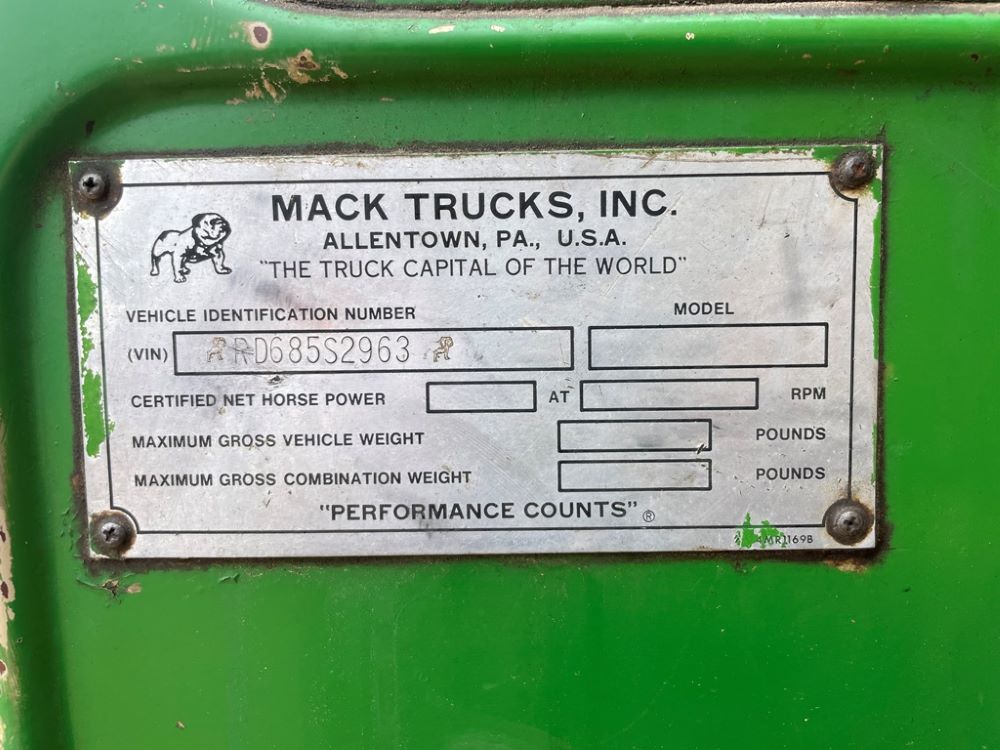 MACK TRUCKS, INC.
ALLENTOWN, PA., U.S.A.
"THE TRUCK CAPITAL OF THE WORLD"
VEHICLE IDENTIFICATION NUMBER MODEL
(VIN) RD685S2963
CERTIFIED NET HORSE POWER AT RPM
MAXIMUM GROSS VEHICLE WEIGHT POUNDS
MAXIMUM GROSS COMBINATION WEIGHT POUNDS
"PERFORMANCE COUNTS" ®